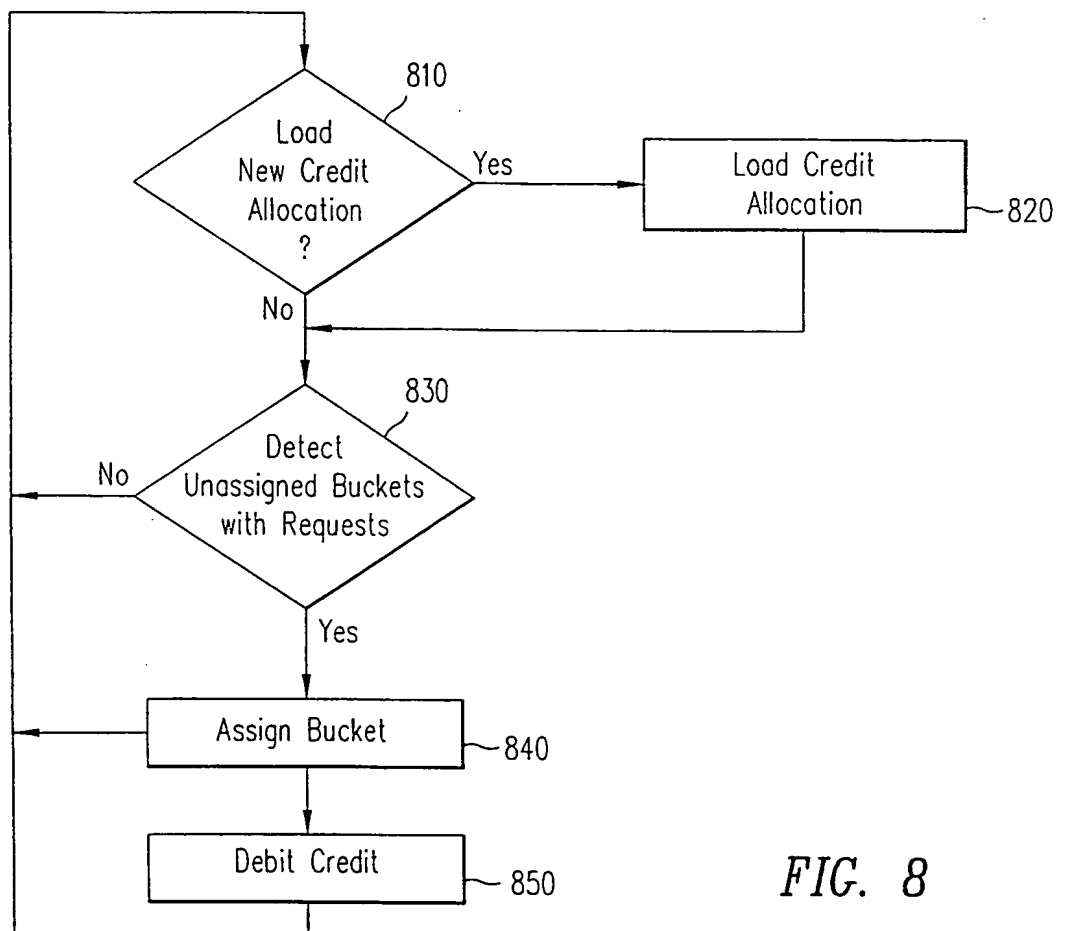 810
Load
New Credit
Allocation
?
Yes
Load Credit
Allocation
820
No
830
Detect
Unassigned Buckets
with Requests
No
Yes
Assign Bucket
840
Debit Credit
850
FIG. 8